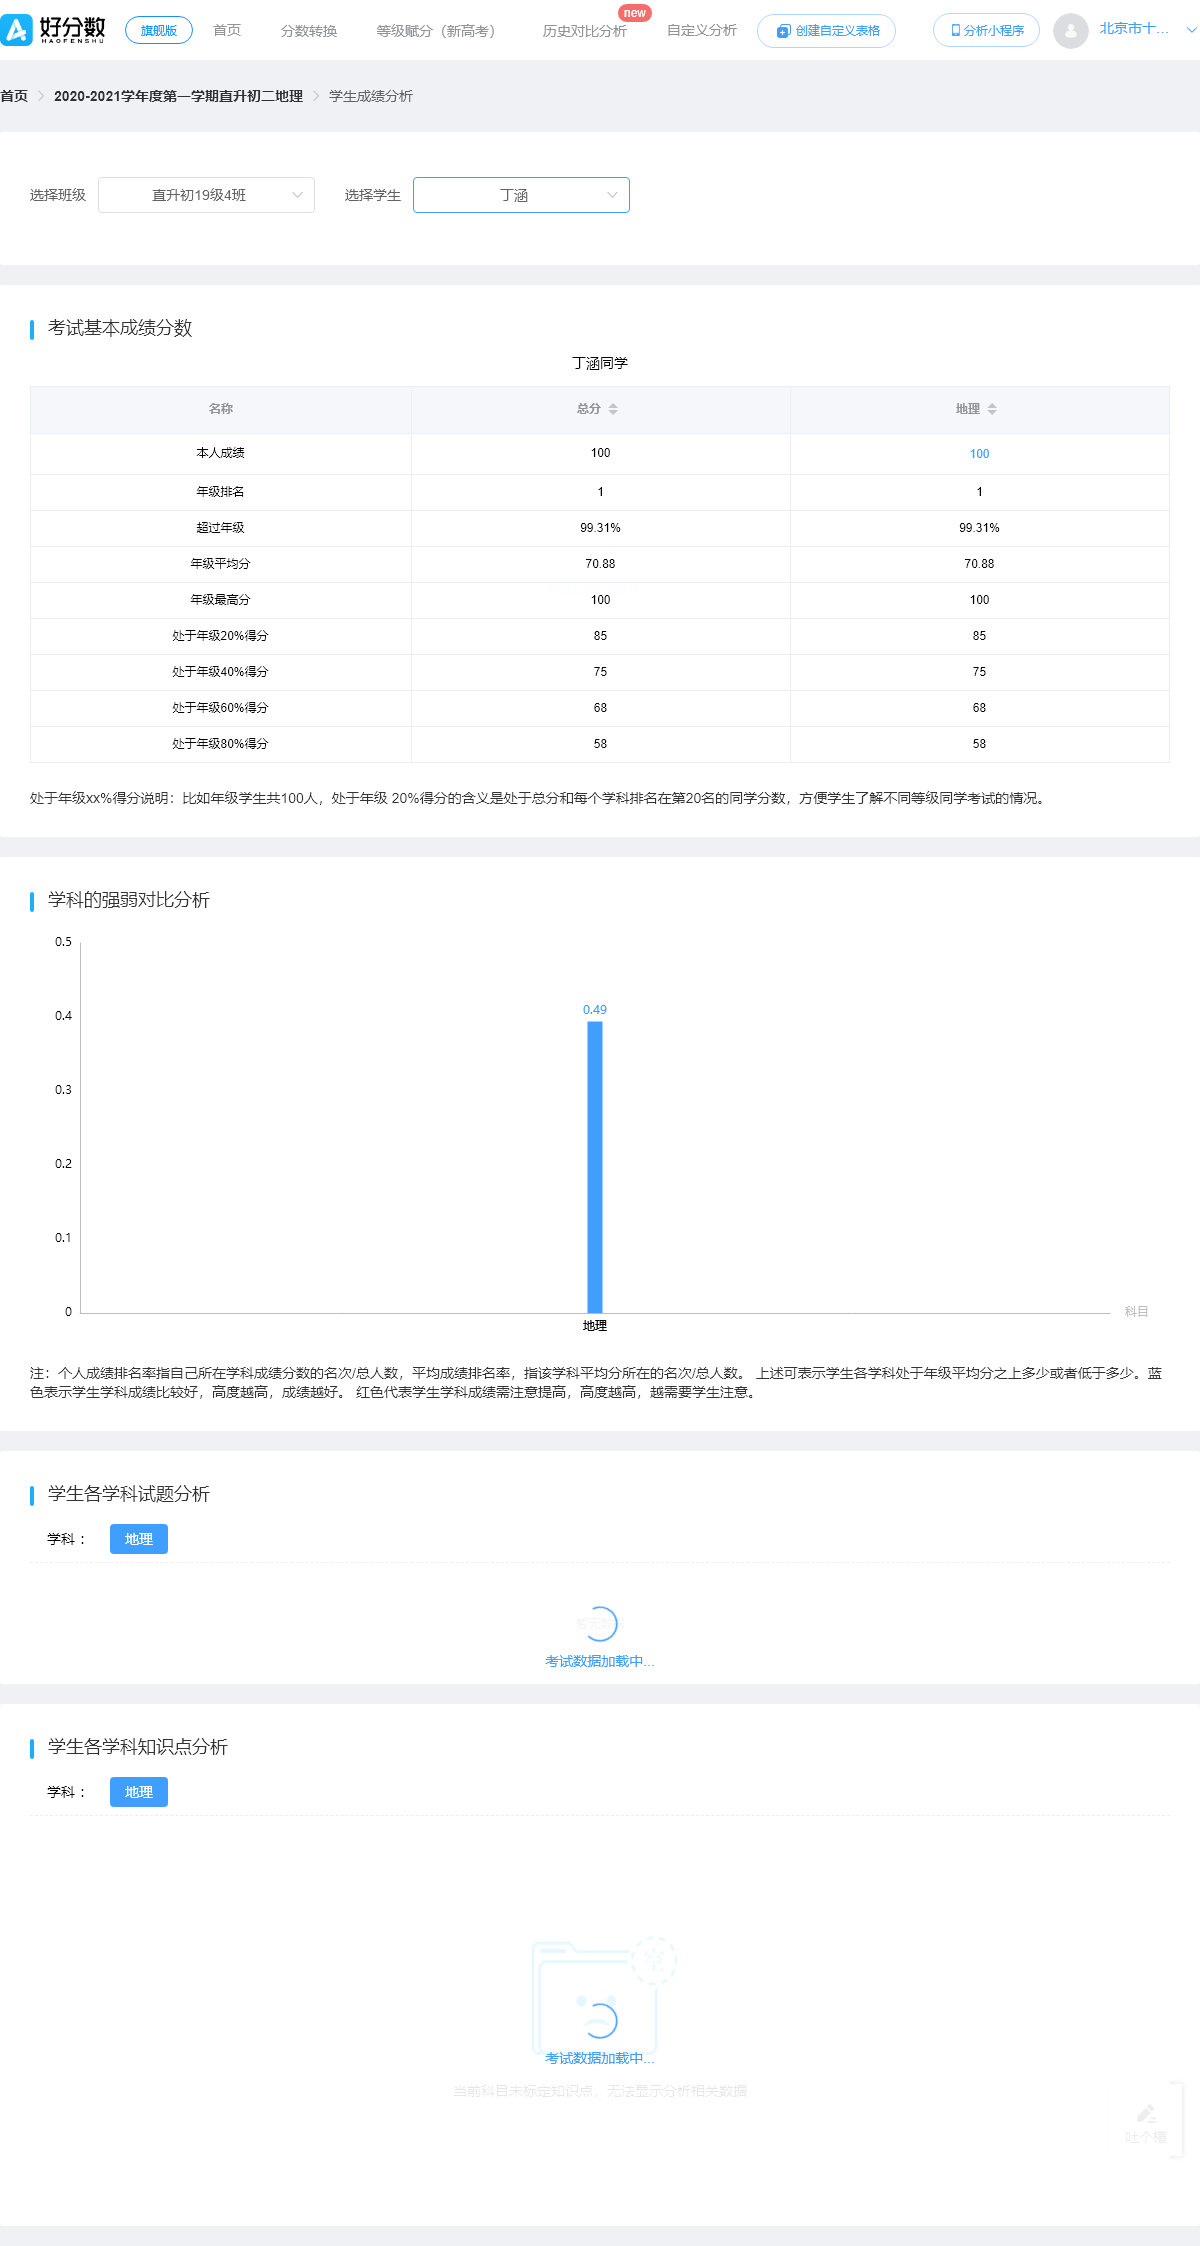 好分数
HAOFENSHU
旗舰版 首页 分数转换 等级赋分（新高考） 历史对比分析 new 自定义分析 创建自定义表格 分析小程序 北京市十...
首页 > 2020-2021学年度第一学期直升初二地理 > 学生成绩分析
选择班级 直升初19级4班 选择学生 丁涵
考试基本成绩分数
丁涵同学
名称 总分 地理
本人成绩 100 100
年级排名 1 1
超过年级 99.31% 99.31%
年级平均分 70.88 70.88
年级最高分 100 100
处于年级20%得分 85 85
处于年级40%得分 75 75
处于年级60%得分 68 68
处于年级80%得分 58 58
处于年级xx%得分说明：比如年级学生共100人，处于年级 20%得分的含义是处于总分和每个学科排名在第20名的同学分数，方便学生了解不同等级同学考试的情况。
学科的强弱对比分析
0.5
0.49
0.4
0.3
0.2
0.1
0
科目
地理
注：个人成绩排名率指自己所在学科成绩分数的名次/总人数，平均成绩排名率，指该学科平均分所在的名次/总人数。 上述可表示学生各学科处于年级平均分之上多少或者低于多少。蓝
色表示学生学科成绩比较好，高度越高，成绩越好。 红色代表学生学科成绩需注意提高，高度越高，越需要学生注意。
学生各学科试题分析
学科： 地理
暂无数据
考试数据加载中...
学生各学科知识点分析
学科： 地理
空
考试数据加载中...
当前科目未标定知识点，无法显示分析相关数据
吐个槽